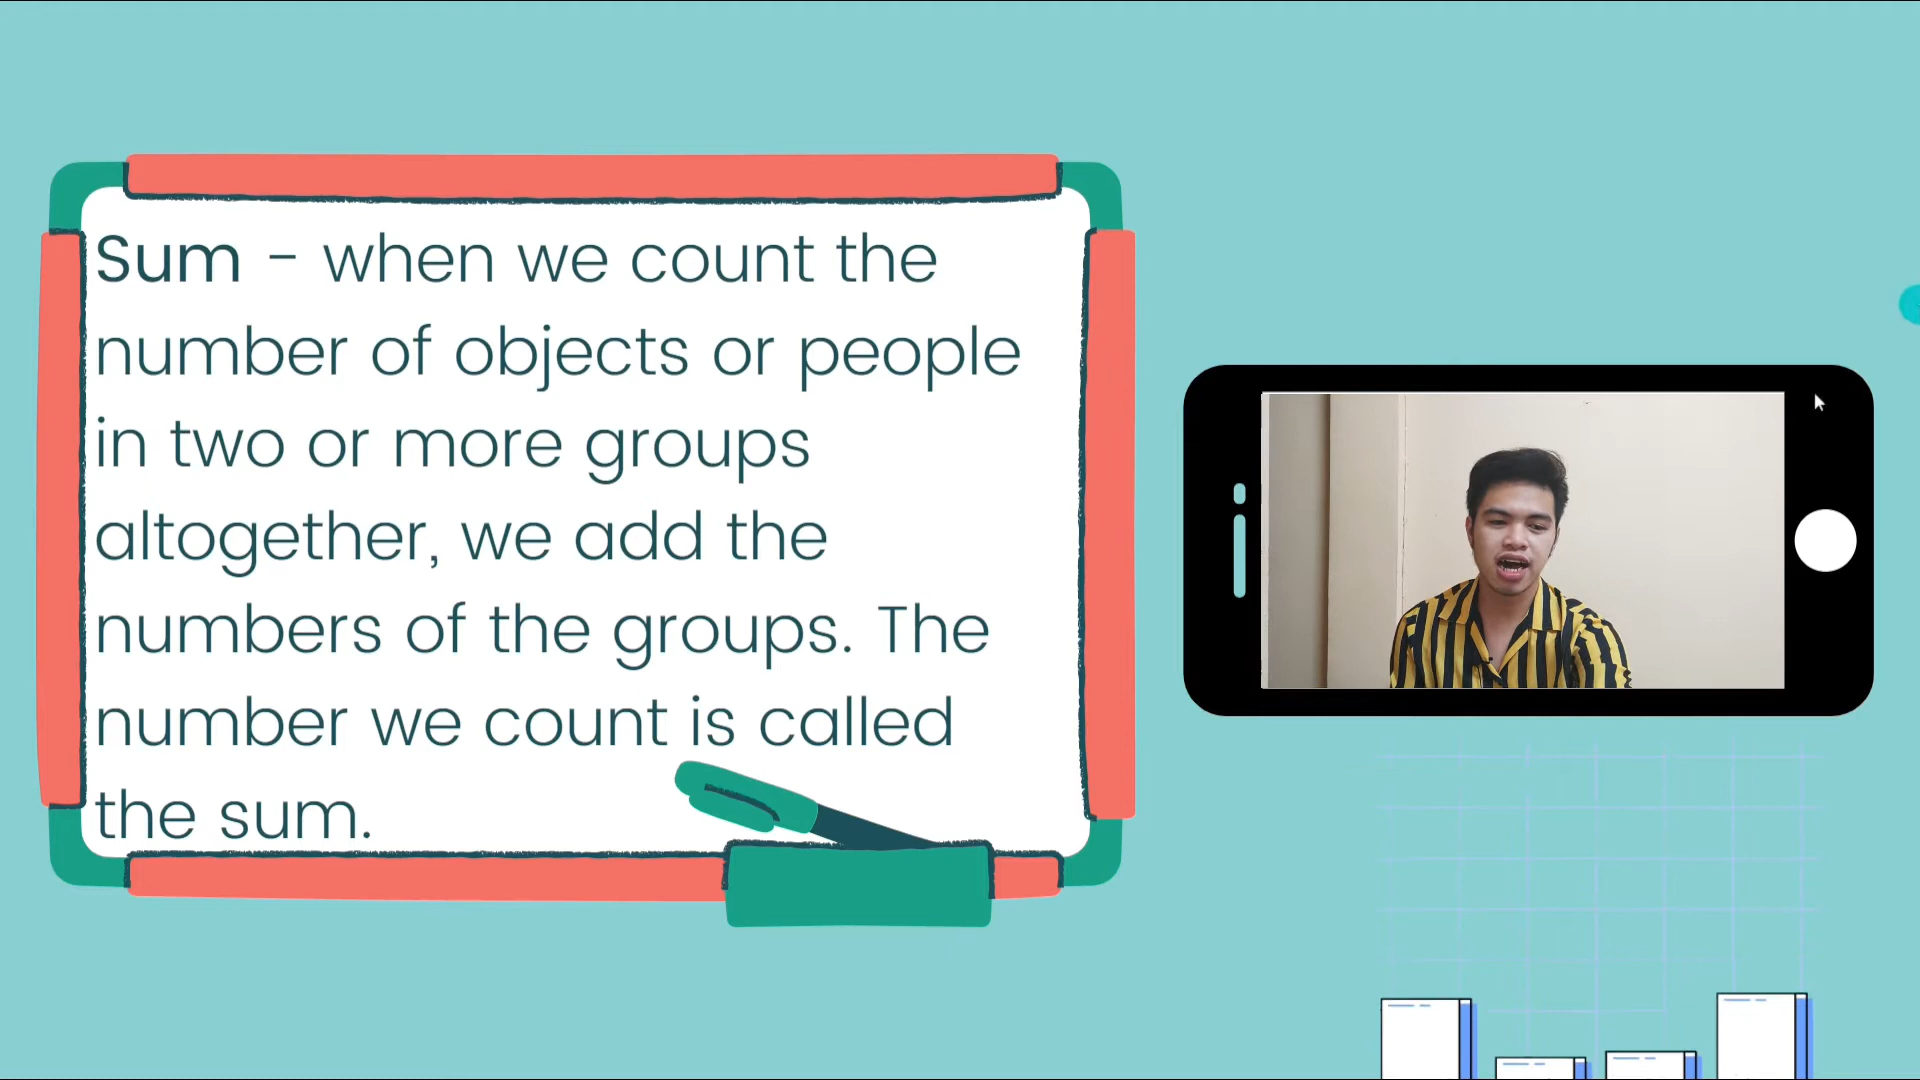 Sum - when we count the
number of objects or people
in two or more groups
altogether, we add the
numbers of the groups. The
number we count is called
the sum.